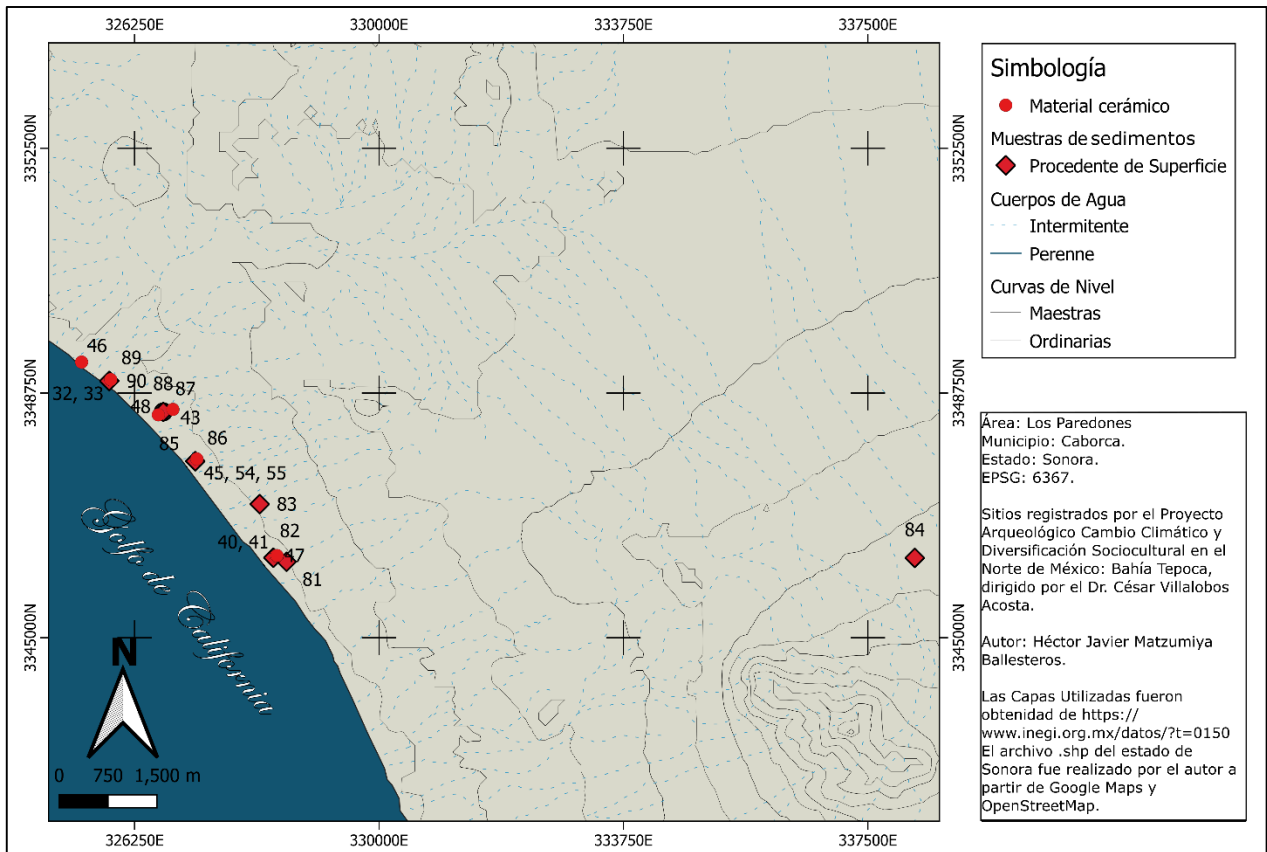 326250E
330000E
333750E
337500E
3352500N
3352500N
3348750N
3348750N
3345000N
3345000N
46
89
32, 33
90
88
87
48
43
85
86
45, 54, 55
83
82
40, 41
47
81
84
Golfo de California
N
0 750 1,500 m
326250E
330000E
333750E
337500E
Simbología
Material cerámico
Muestras de sedimentos
Procedente de Superficie
Cuerpos de Agua
Intermitente
Perenne
Curvas de Nivel
Maestras
Ordinarias
Área: Los Paredones
Municipio: Caborca.
Estado: Sonora.
EPSG: 6367.
Sitios registrados por el Proyecto
Arqueológico Cambio Climático y
Diversificación Sociocultural en el
Norte de México: Bahía Tepoca,
dirigido por el Dr. César Villalobos
Acosta.
Autor: Héctor Javier Matzumiya
Ballesteros.
Las Capas Utilizadas fueron
obtenidad de https://
www.inegi.org.mx/datos/?t=0150
El archivo .shp del estado de
Sonora fue realizado por el autor a
partir de Google Maps y
OpenStreetMap.